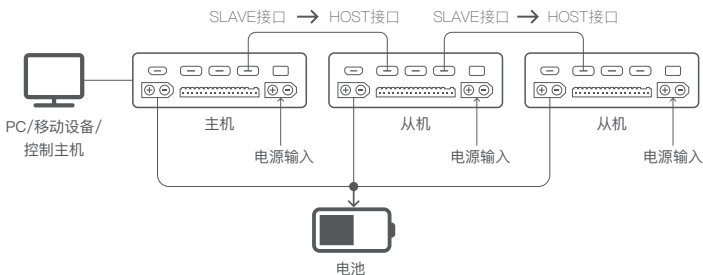 SLAVE接口 → HOST接口
SLAVE接口 → HOST接口
PC/移动设备/
控制主机
主机
从机
从机
电源输入
电源输入
电源输入
电池